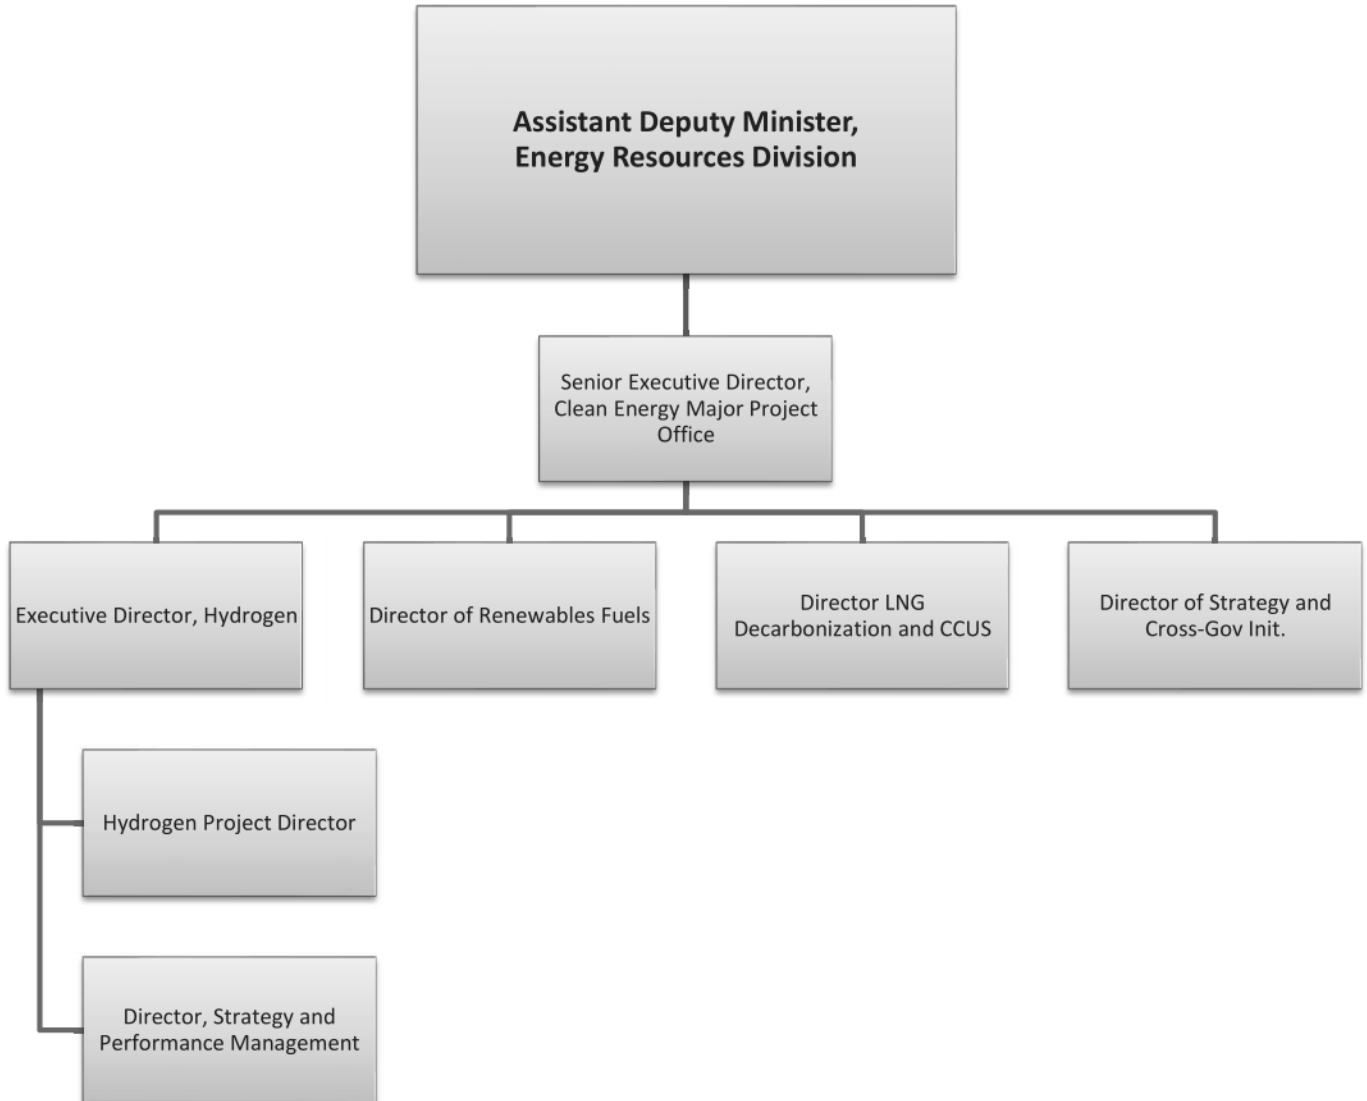 Assistant Deputy Minister,
Energy Resources Division
Senior Executive Director,
Clean Energy Major Project
Office
Executive Director, Hydrogen
Director of Renewables Fuels
Director LNG
Decarbonization and CCUS
Director of Strategy and
Cross-Gov Init.
Hydrogen Project Director
Director, Strategy and
Performance Management